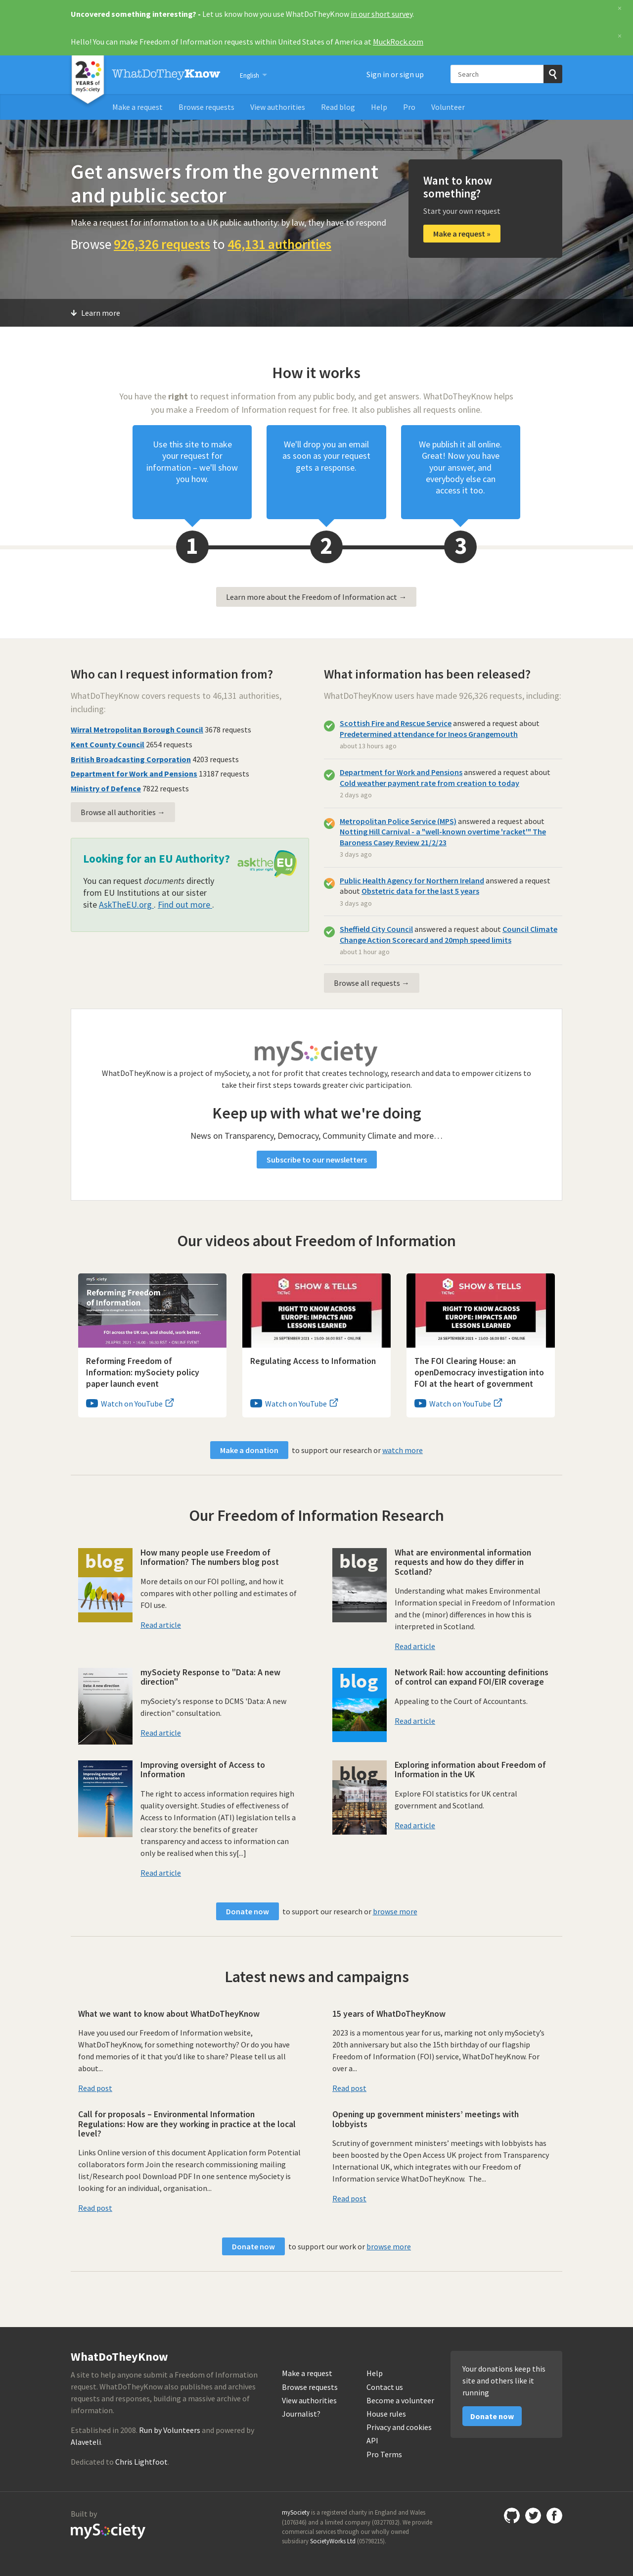 Uncovered something interesting? - Let us know how you use WhatDoTheyKnow in our short survey.
Hello! You can make Freedom of Information requests within United States of America at MuckRock.com
20
YEARS of
mySociety
WhatDoTheyKnow
English
Sign in or sign up
Search
Make a request
Browse requests
View authorities
Read blog
Help
Pro
Volunteer
Get answers from the government
and public sector
Make a request for information to a UK public authority: by law, they have to respond
Browse 926,326 requests to 46,131 authorities
Want to know
something?
Start your own request
Make a request »
Learn more
How it works
You have the right to request information from any public body, and get answers. WhatDoTheyKnow helps
you make a Freedom of Information request for free. It also publishes all requests online.
Use this site to make
your request for
information – we'll show
you how.
We'll drop you an email
as soon as your request
gets a response.
We publish it all online.
Great! Now you have
your answer, and
everybody else can
access it too.
1
2
3
Learn more about the Freedom of Information act →
Who can I request information from?
WhatDoTheyKnow covers requests to 46,131 authorities,
including:
Wirral Metropolitan Borough Council 3678 requests
Kent County Council 2654 requests
British Broadcasting Corporation 4203 requests
Department for Work and Pensions 13187 requests
Ministry of Defence 7822 requests
Browse all authorities →
Looking for an EU Authority?
asktheEU
it's your right
You can request documents directly
from EU Institutions at our sister
site AskTheEU.org . Find out more .
What information has been released?
WhatDoTheyKnow users have made 926,326 requests, including:
Scottish Fire and Rescue Service answered a request about
Predetermined attendance for Ineos Grangemouth
about 13 hours ago
Department for Work and Pensions answered a request about
Cold weather payment rate from creation to today
2 days ago
Metropolitan Police Service (MPS) answered a request about
Notting Hill Carnival - a "well-known overtime 'racket'" The
Baroness Casey Review 21/2/23
3 days ago
Public Health Agency for Northern Ireland answered a request
about Obstetric data for the last 5 years
3 days ago
Sheffield City Council answered a request about Council Climate
Change Action Scorecard and 20mph speed limits
about 1 hour ago
Browse all requests →
mySociety
WhatDoTheyKnow is a project of mySociety, a not for profit that creates technology, research and data to empower citizens to
take their first steps towards greater civic participation.
Keep up with what we're doing
News on Transparency, Democracy, Community Climate and more…
Subscribe to our newsletters
Our videos about Freedom of Information
mySociety
Reforming Freedom
of Information
FOI across the UK can, and should, work better.
TICTeC
SHOW & TELLS
RIGHT TO KNOW ACROSS
EUROPE: IMPACTS AND
LESSONS LEARNED
TICTeC
SHOW & TELLS
RIGHT TO KNOW ACROSS
EUROPE: IMPACTS AND
LESSONS LEARNED
Reforming Freedom of
Information: mySociety policy
paper launch event
Watch on YouTube
Regulating Access to Information
Watch on YouTube
The FOI Clearing House: an
openDemocracy investigation into
FOI at the heart of government
Watch on YouTube
Make a donation to support our research or watch more
Our Freedom of Information Research
blog
How many people use Freedom of
Information? The numbers blog post
More details on our FOI polling, and how it
compares with other polling and estimates of
FOI use.
Read article
blog
What are environmental information
requests and how do they differ in
Scotland?
Understanding what makes Environmental
Information special in Freedom of Information
and the (minor) differences in how this is
interpreted in Scotland.
Read article
Data: A new direction
mySociety Response to "Data: A new
direction"
mySociety's response to DCMS 'Data: A new
direction" consultation.
Read article
blog
Network Rail: how accounting definitions
of control can expand FOI/EIR coverage
Appealing to the Court of Accountants.
Read article
Improving oversight of
Access to Information
Improving oversight of Access to
Information
The right to access information requires high
quality oversight. Studies of effectiveness of
Access to Information (ATI) legislation tells a
clear story: the benefits of greater
transparency and access to information can
only be realised when this sy[...]
Read article
blog
Exploring information about Freedom of
Information in the UK
Explore FOI statistics for UK central
government and Scotland.
Read article
Donate now to support our research or browse more
Latest news and campaigns
What we want to know about WhatDoTheyKnow
Have you used our Freedom of Information website,
WhatDoTheyKnow, for something noteworthy? Or do you have
fond memories of it that you'd like to share? Please tell us all
about...
Read post
15 years of WhatDoTheyKnow
2023 is a momentous year for us, marking not only mySociety's
20th anniversary but also the 15th birthday of our flagship
Freedom of Information (FOI) service, WhatDoTheyKnow. For
over a...
Read post
Call for proposals – Environmental Information
Regulations: How are they working in practice at the local
level?
Links Online version of this document Application form Potential
collaborators form Join the research commissioning mailing
list/Research pool Download PDF In one sentence mySociety is
looking for an individual, organisation...
Read post
Opening up government ministers' meetings with
lobbyists
Scrutiny of government ministers' meetings with lobbyists has
been boosted by the Open Access UK project from Transparency
International UK, which integrates with our Freedom of
Information service WhatDoTheyKnow. The...
Read post
Donate now to support our work or browse more
WhatDoTheyKnow
A site to help anyone submit a Freedom of Information
request. WhatDoTheyKnow also publishes and archives
requests and responses, building a massive archive of
information.
Established in 2008. Run by Volunteers and powered by
Alaveteli.
Dedicated to Chris Lightfoot.
Make a request
Browse requests
View authorities
Journalist?
Help
Contact us
Become a volunteer
House rules
Privacy and cookies
API
Pro Terms
Your donations keep this
site and others like it
running
Donate now
Built by
mySociety
mySociety is a registered charity in England and Wales
(1076346) and a limited company (03277032). We provide
commercial services through our wholly owned
subsidiary SocietyWorks Ltd (05798215).